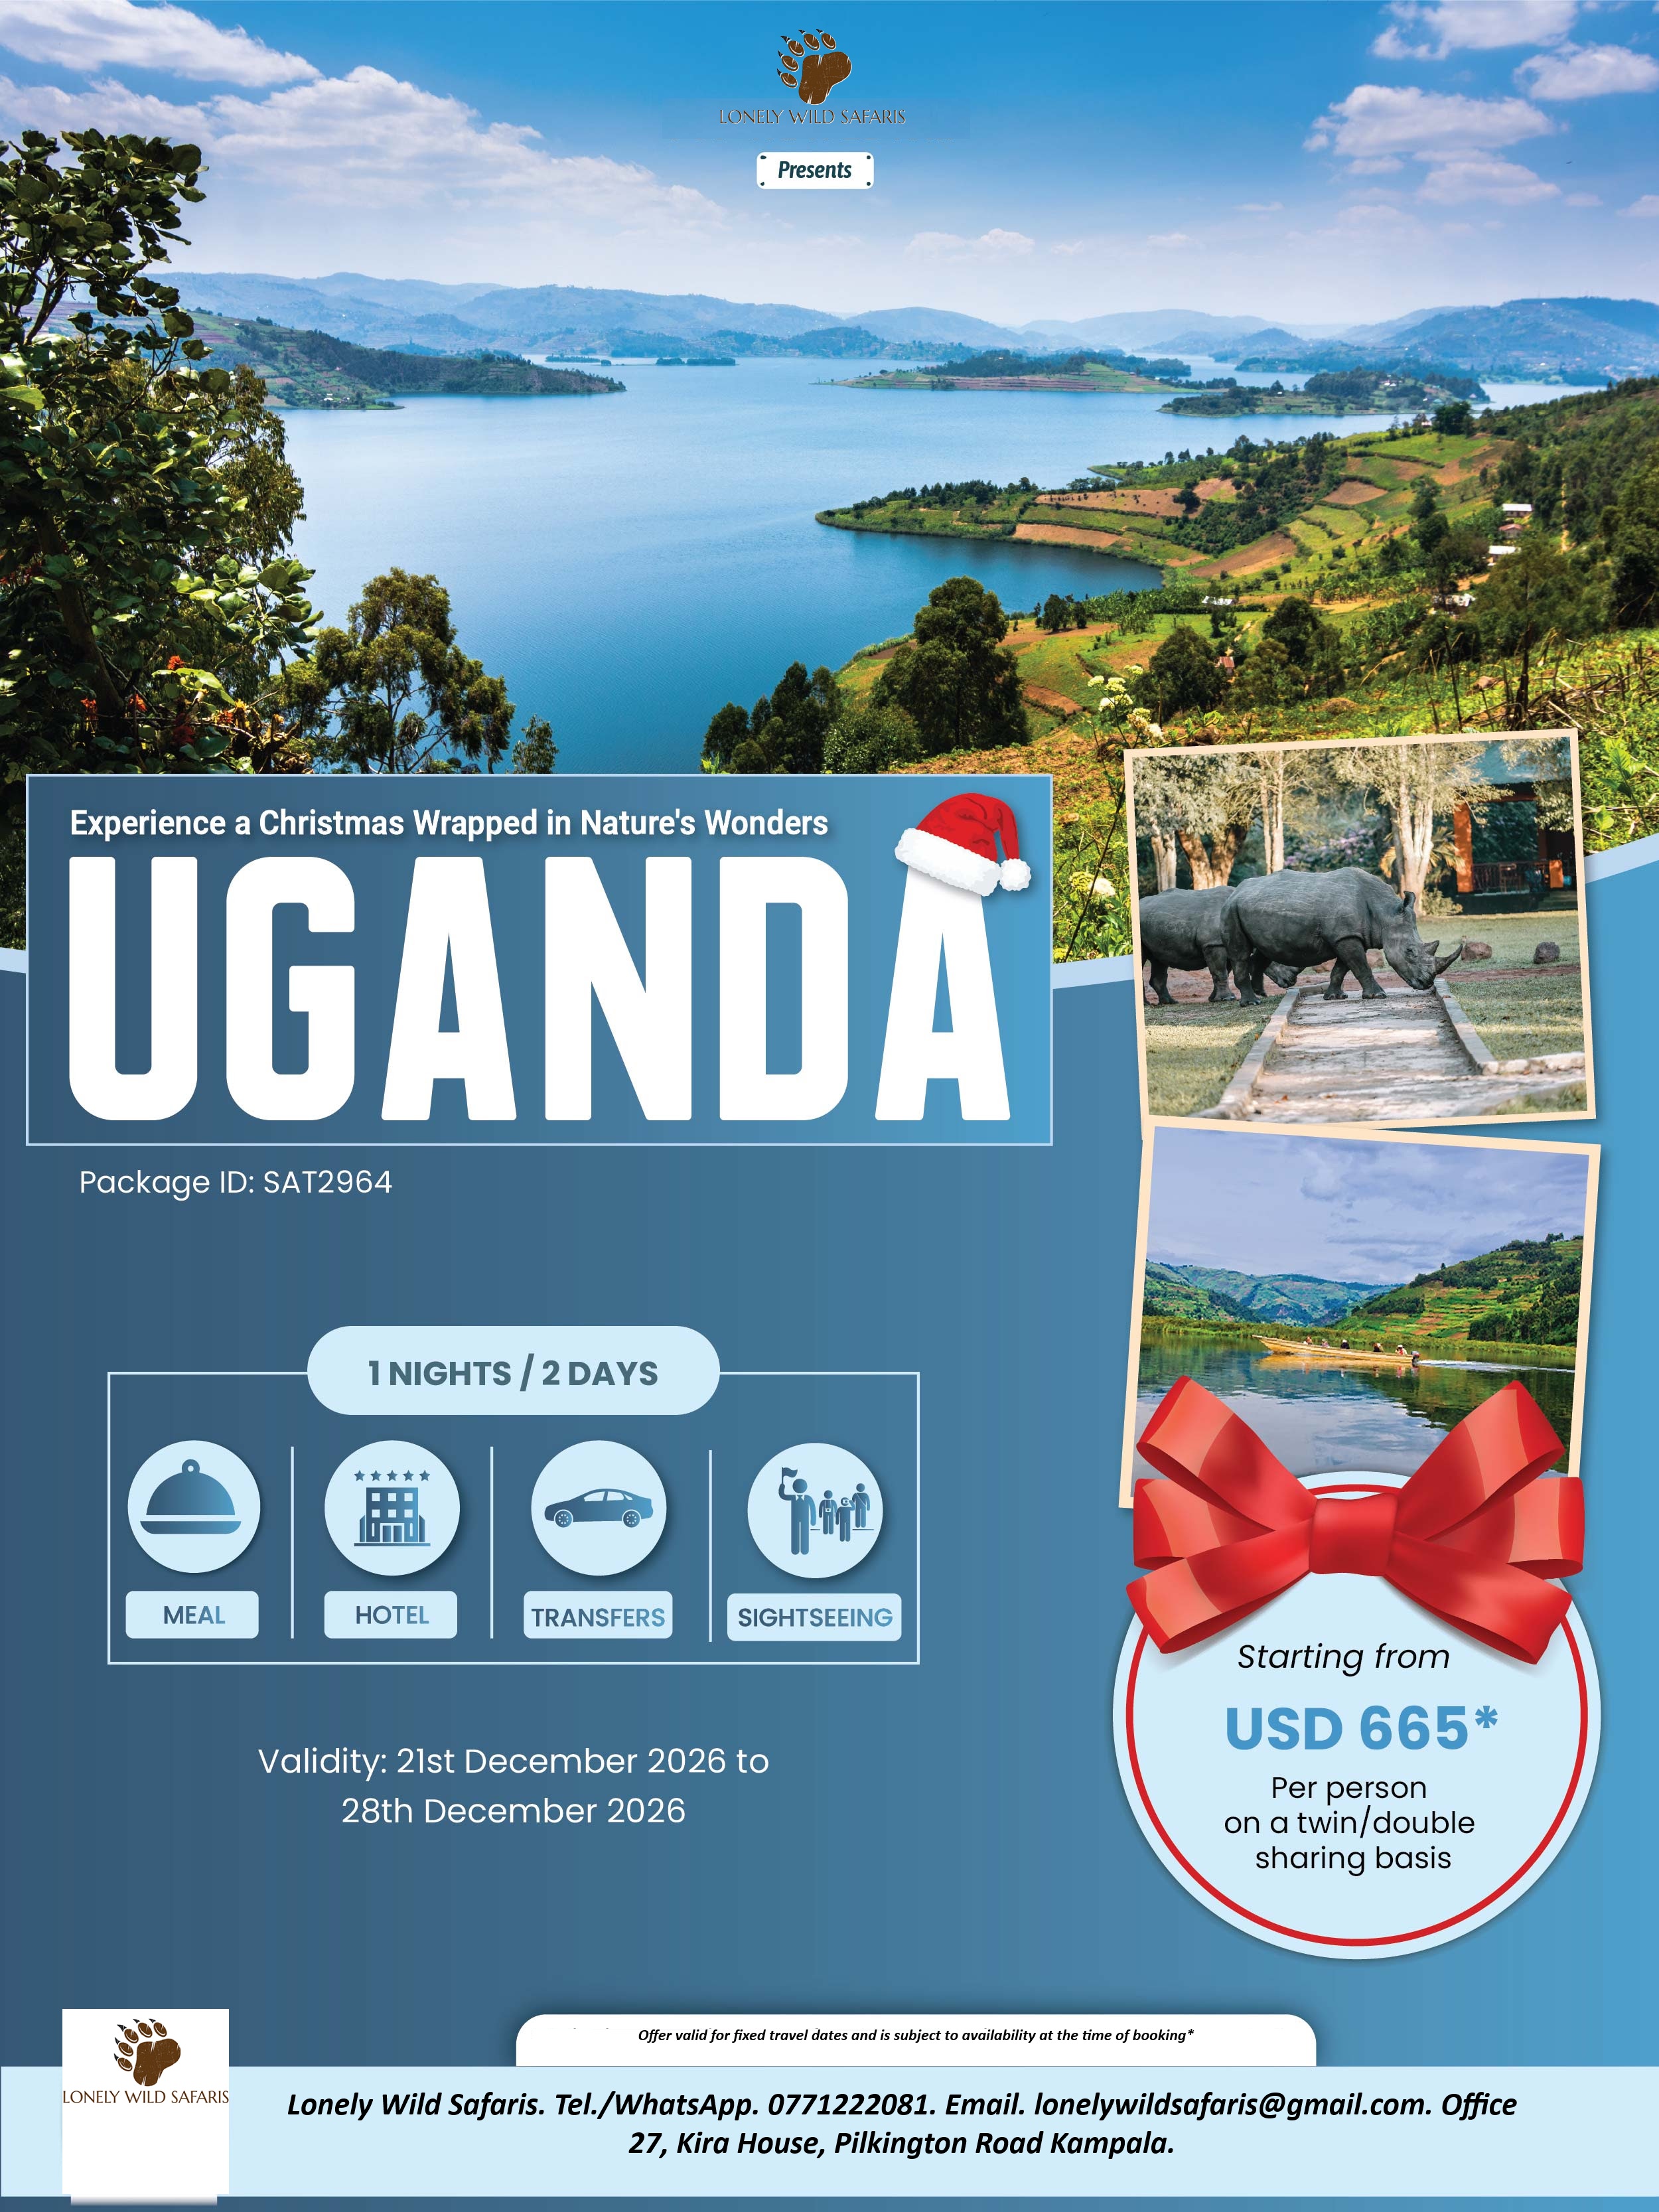 LONELY WILD SAFARIS
Presents
Experience a Christmas Wrapped in Nature's Wonders
UGANDA
Package ID: SAT2964
1 NIGHTS / 2 DAYS
MEAL
HOTEL
TRANSFERS
SIGHTSEEING
Validity: 21st December 2026 to
28th December 2026
Starting from
USD 665*
Per person
on a twin/double
sharing basis
Offer valid for fixed travel dates and is subject to availability at the time of booking*
LONELY WILD SAFARIS
Lonely Wild Safaris. Tel./WhatsApp. 0771222081. Email. lonelywildsafaris@gmail.com. Office
27, Kira House, Pilkington Road Kampala.